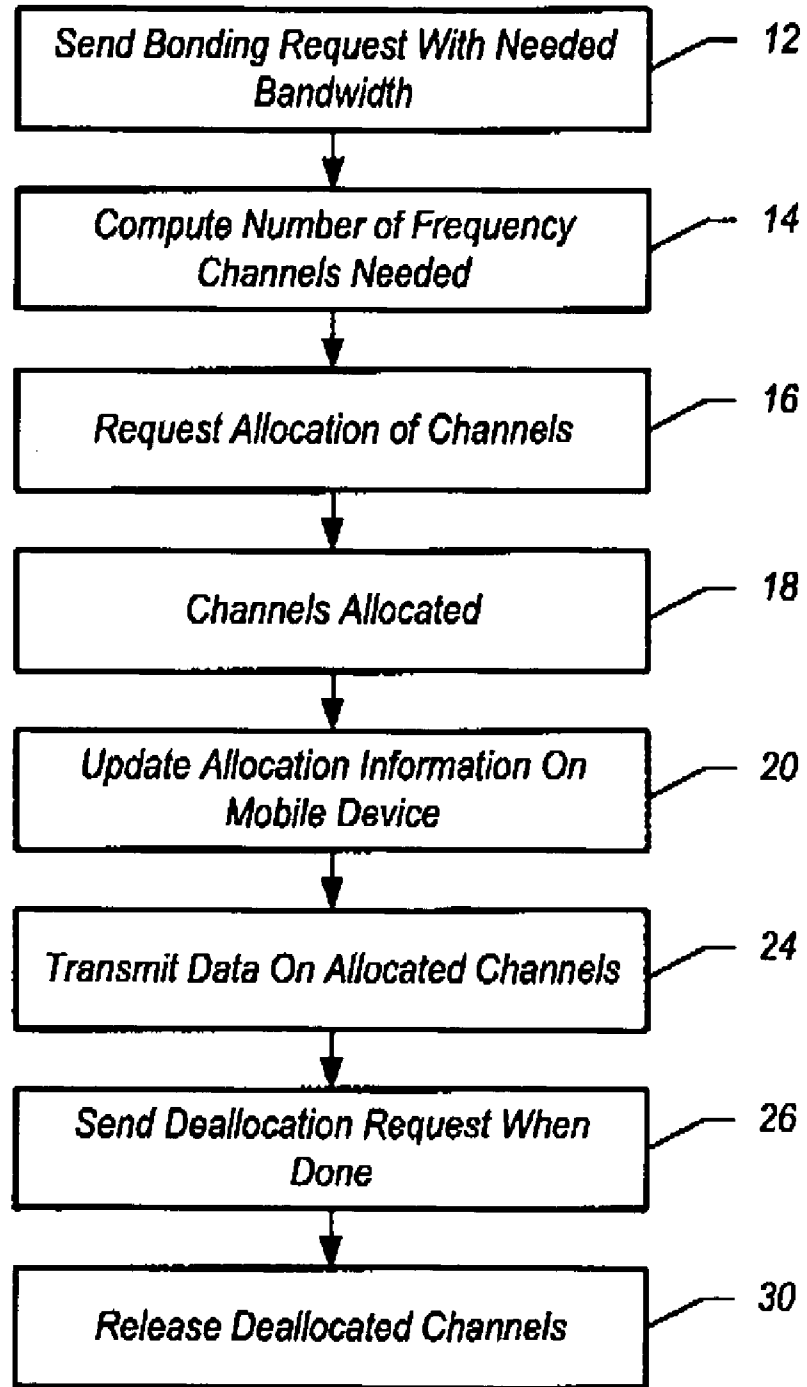 Send Bonding Request With Needed
Bandwidth
12
Compute Number of Frequency
Channels Needed
14
Request Allocation of Channels
16
Channels Allocated
18
Update Allocation Information On
Mobile Device
20
Transmit Data On Allocated Channels
24
Send Deallocation Request When
Done
26
Release Deallocated Channels
30